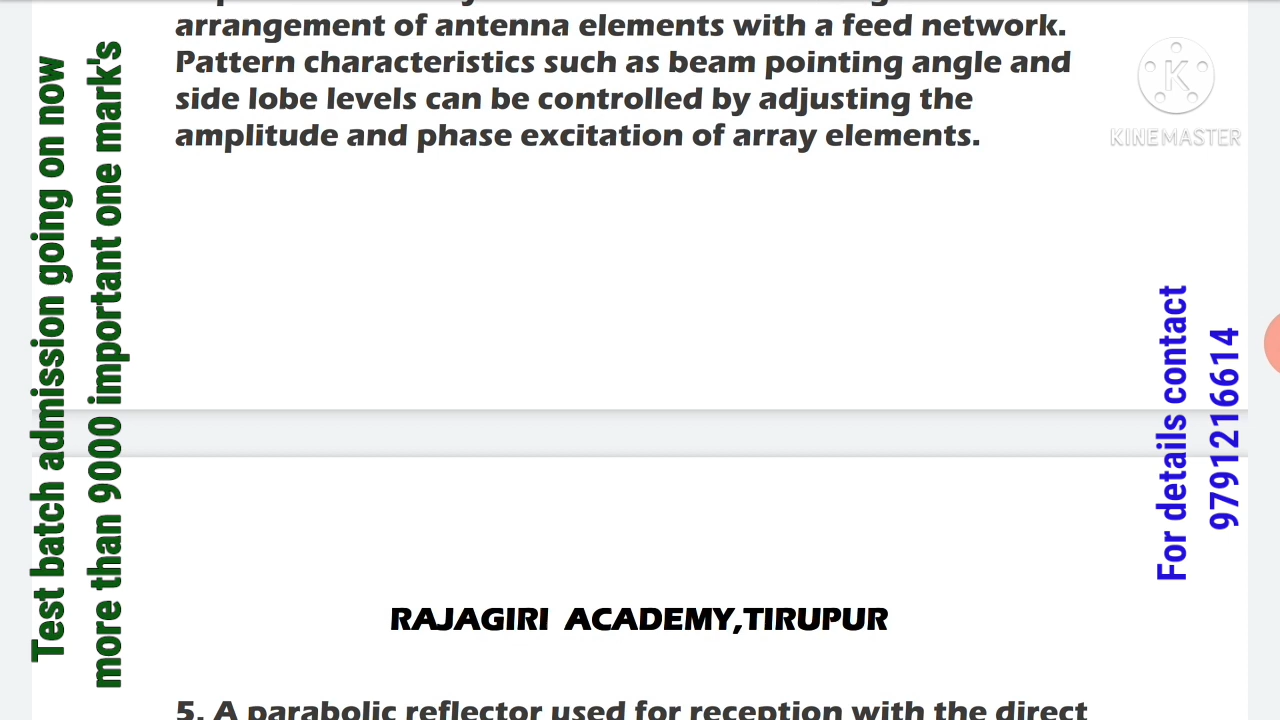 arrangement of antenna elements with a feed network.
Pattern characteristics such as beam pointing angle and
side lobe levels can be controlled by adjusting the
amplitude and phase excitation of array elements.
K
KINEMASTER
Test batch admission going on now
more than 9000 important one mark's
For details contact
9791216614
RAJAGIRI ACADEMY,TIRUPUR
5. A parabolic reflector used for reception with the direct